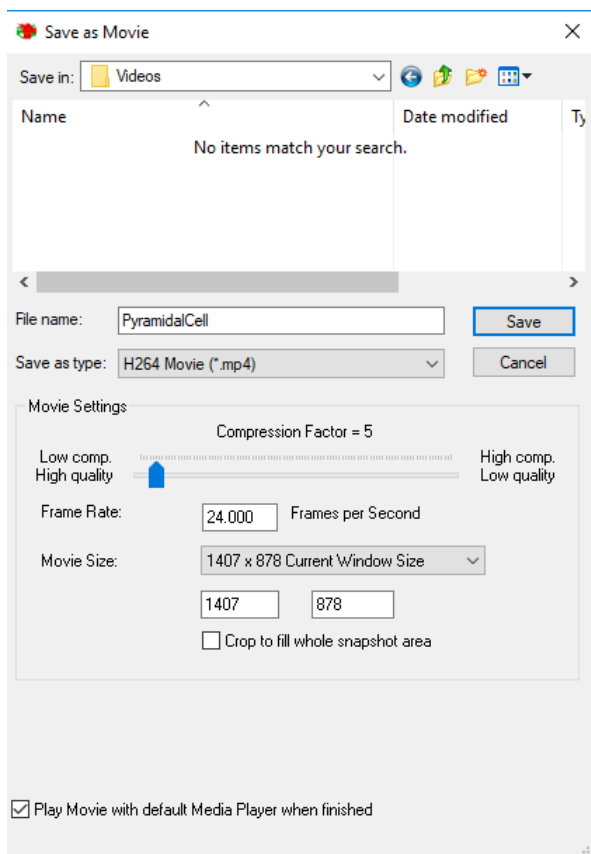 Save as Movie
Save in: Videos
Name Date modified Ty
No items match your search.
File name: PyramidalCell Save
Save as type: H264 Movie (*.mp4) Cancel
Movie Settings
Compression Factor = 5
Low comp. High comp.
High quality Low quality
Frame Rate: 24.000 Frames per Second
Movie Size: 1407 x 878 Current Window Size
1407 878
Crop to fill whole snapshot area
Play Movie with default Media Player when finished